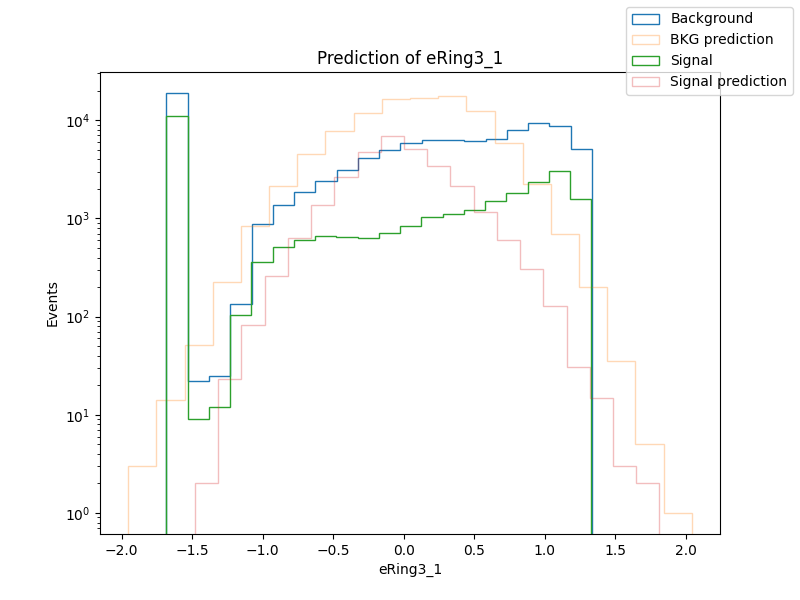 Prediction of eRing3_1
Background
BKG prediction
Signal
Signal prediction
Events
10⁴
10³
10²
10¹
10⁰
−2.0 −1.5 −1.0 −0.5 0.0 0.5 1.0 1.5 2.0
eRing3_1